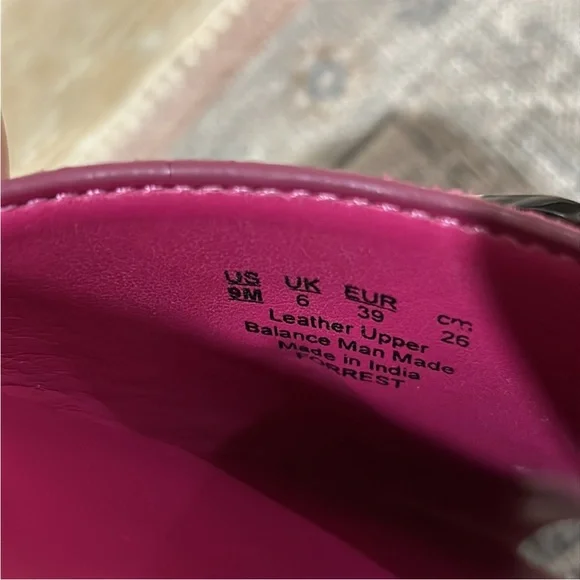 US UK EUR cm
9M 6 39 26
Leather Upper
Balance Man Made
Made in India
FORREST